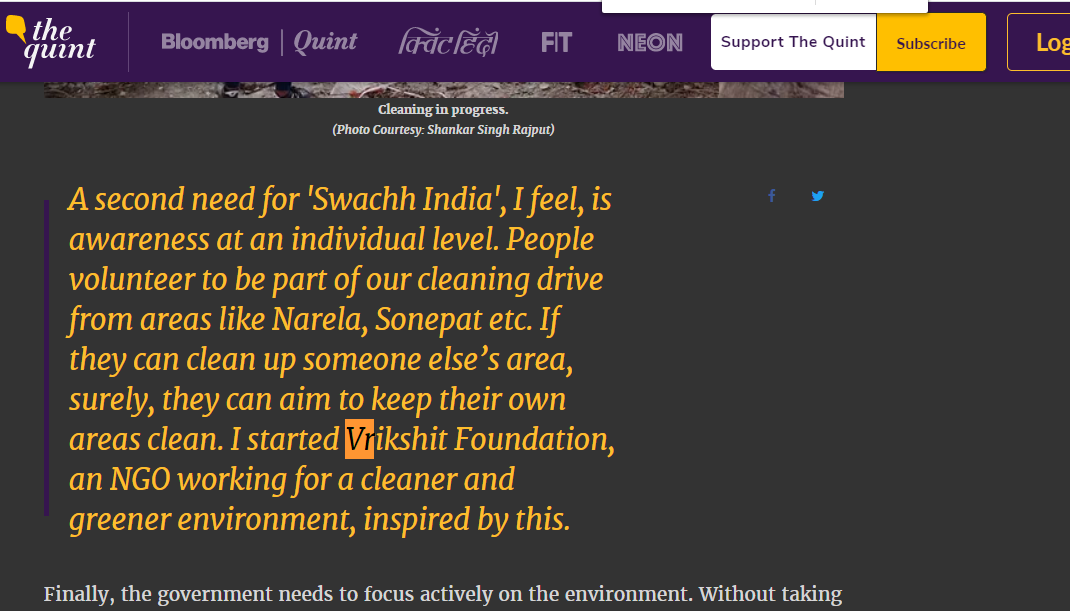 the quint
Bloomberg | Quint
क्विंट हिंदी
FIT
NEON
Support The Quint
Subscribe
Log
Cleaning in progress.
(Photo Courtesy: Shankar Singh Rajput)
A second need for 'Swachh India', I feel, is
awareness at an individual level. People
volunteer to be part of our cleaning drive
from areas like Narela, Sonepat etc. If
they can clean up someone else’s area,
surely, they can aim to keep their own
areas clean. I started Vrikshit Foundation,
an NGO working for a cleaner and
greener environment, inspired by this.
Finally, the government needs to focus actively on the environment. Without taking